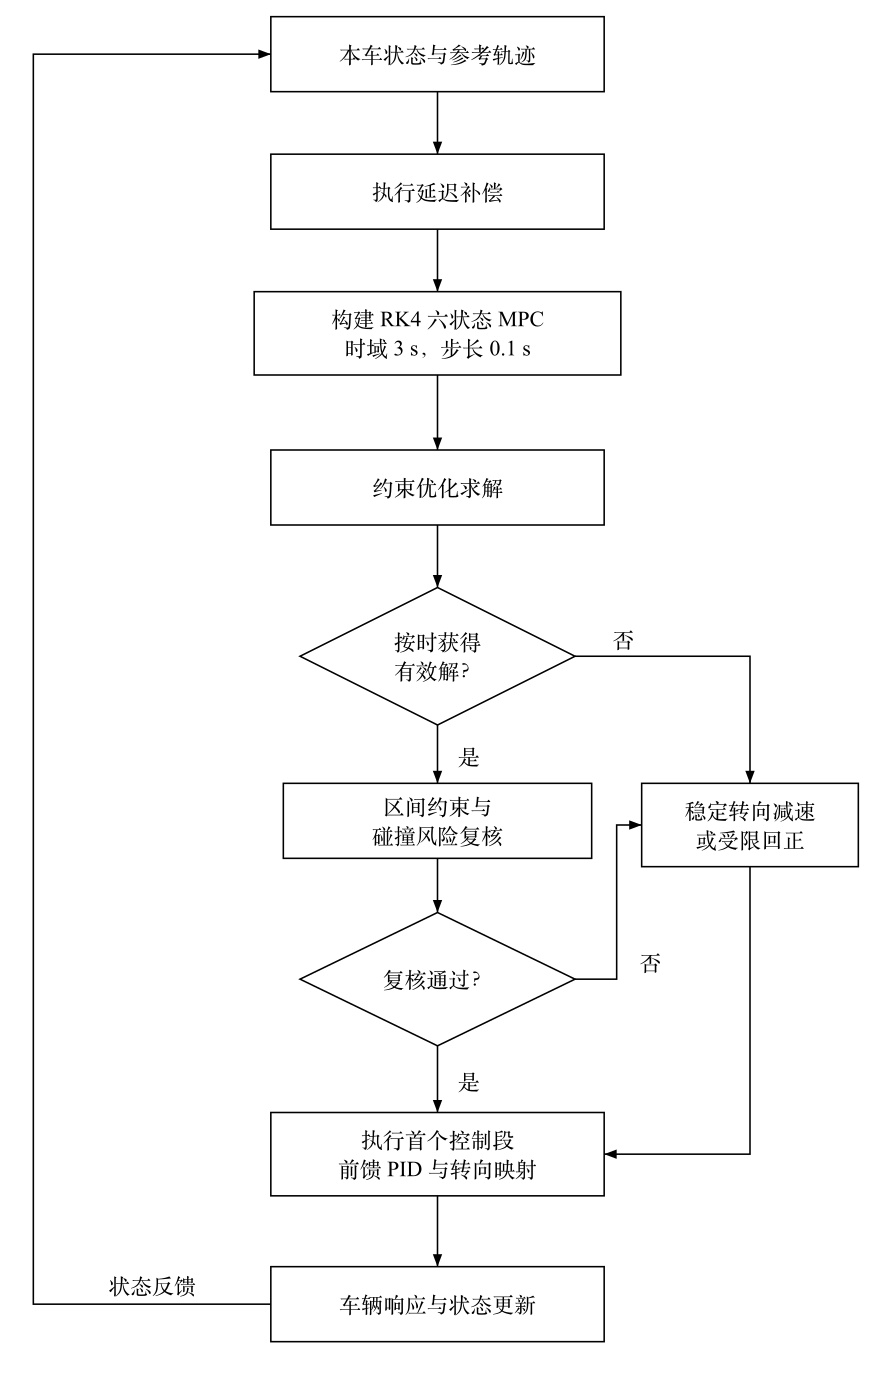 本车状态与参考轨迹
执行延迟补偿
构建 RK4 六状态 MPC
时域 3 s，步长 0.1 s
约束优化求解
按时获得
有效解?
否
是
区间约束与
碰撞风险复核
稳定转向减速
或受限回正
复核通过?
否
是
执行首个控制段
前馈 PID 与转向映射
状态反馈
车辆响应与状态更新